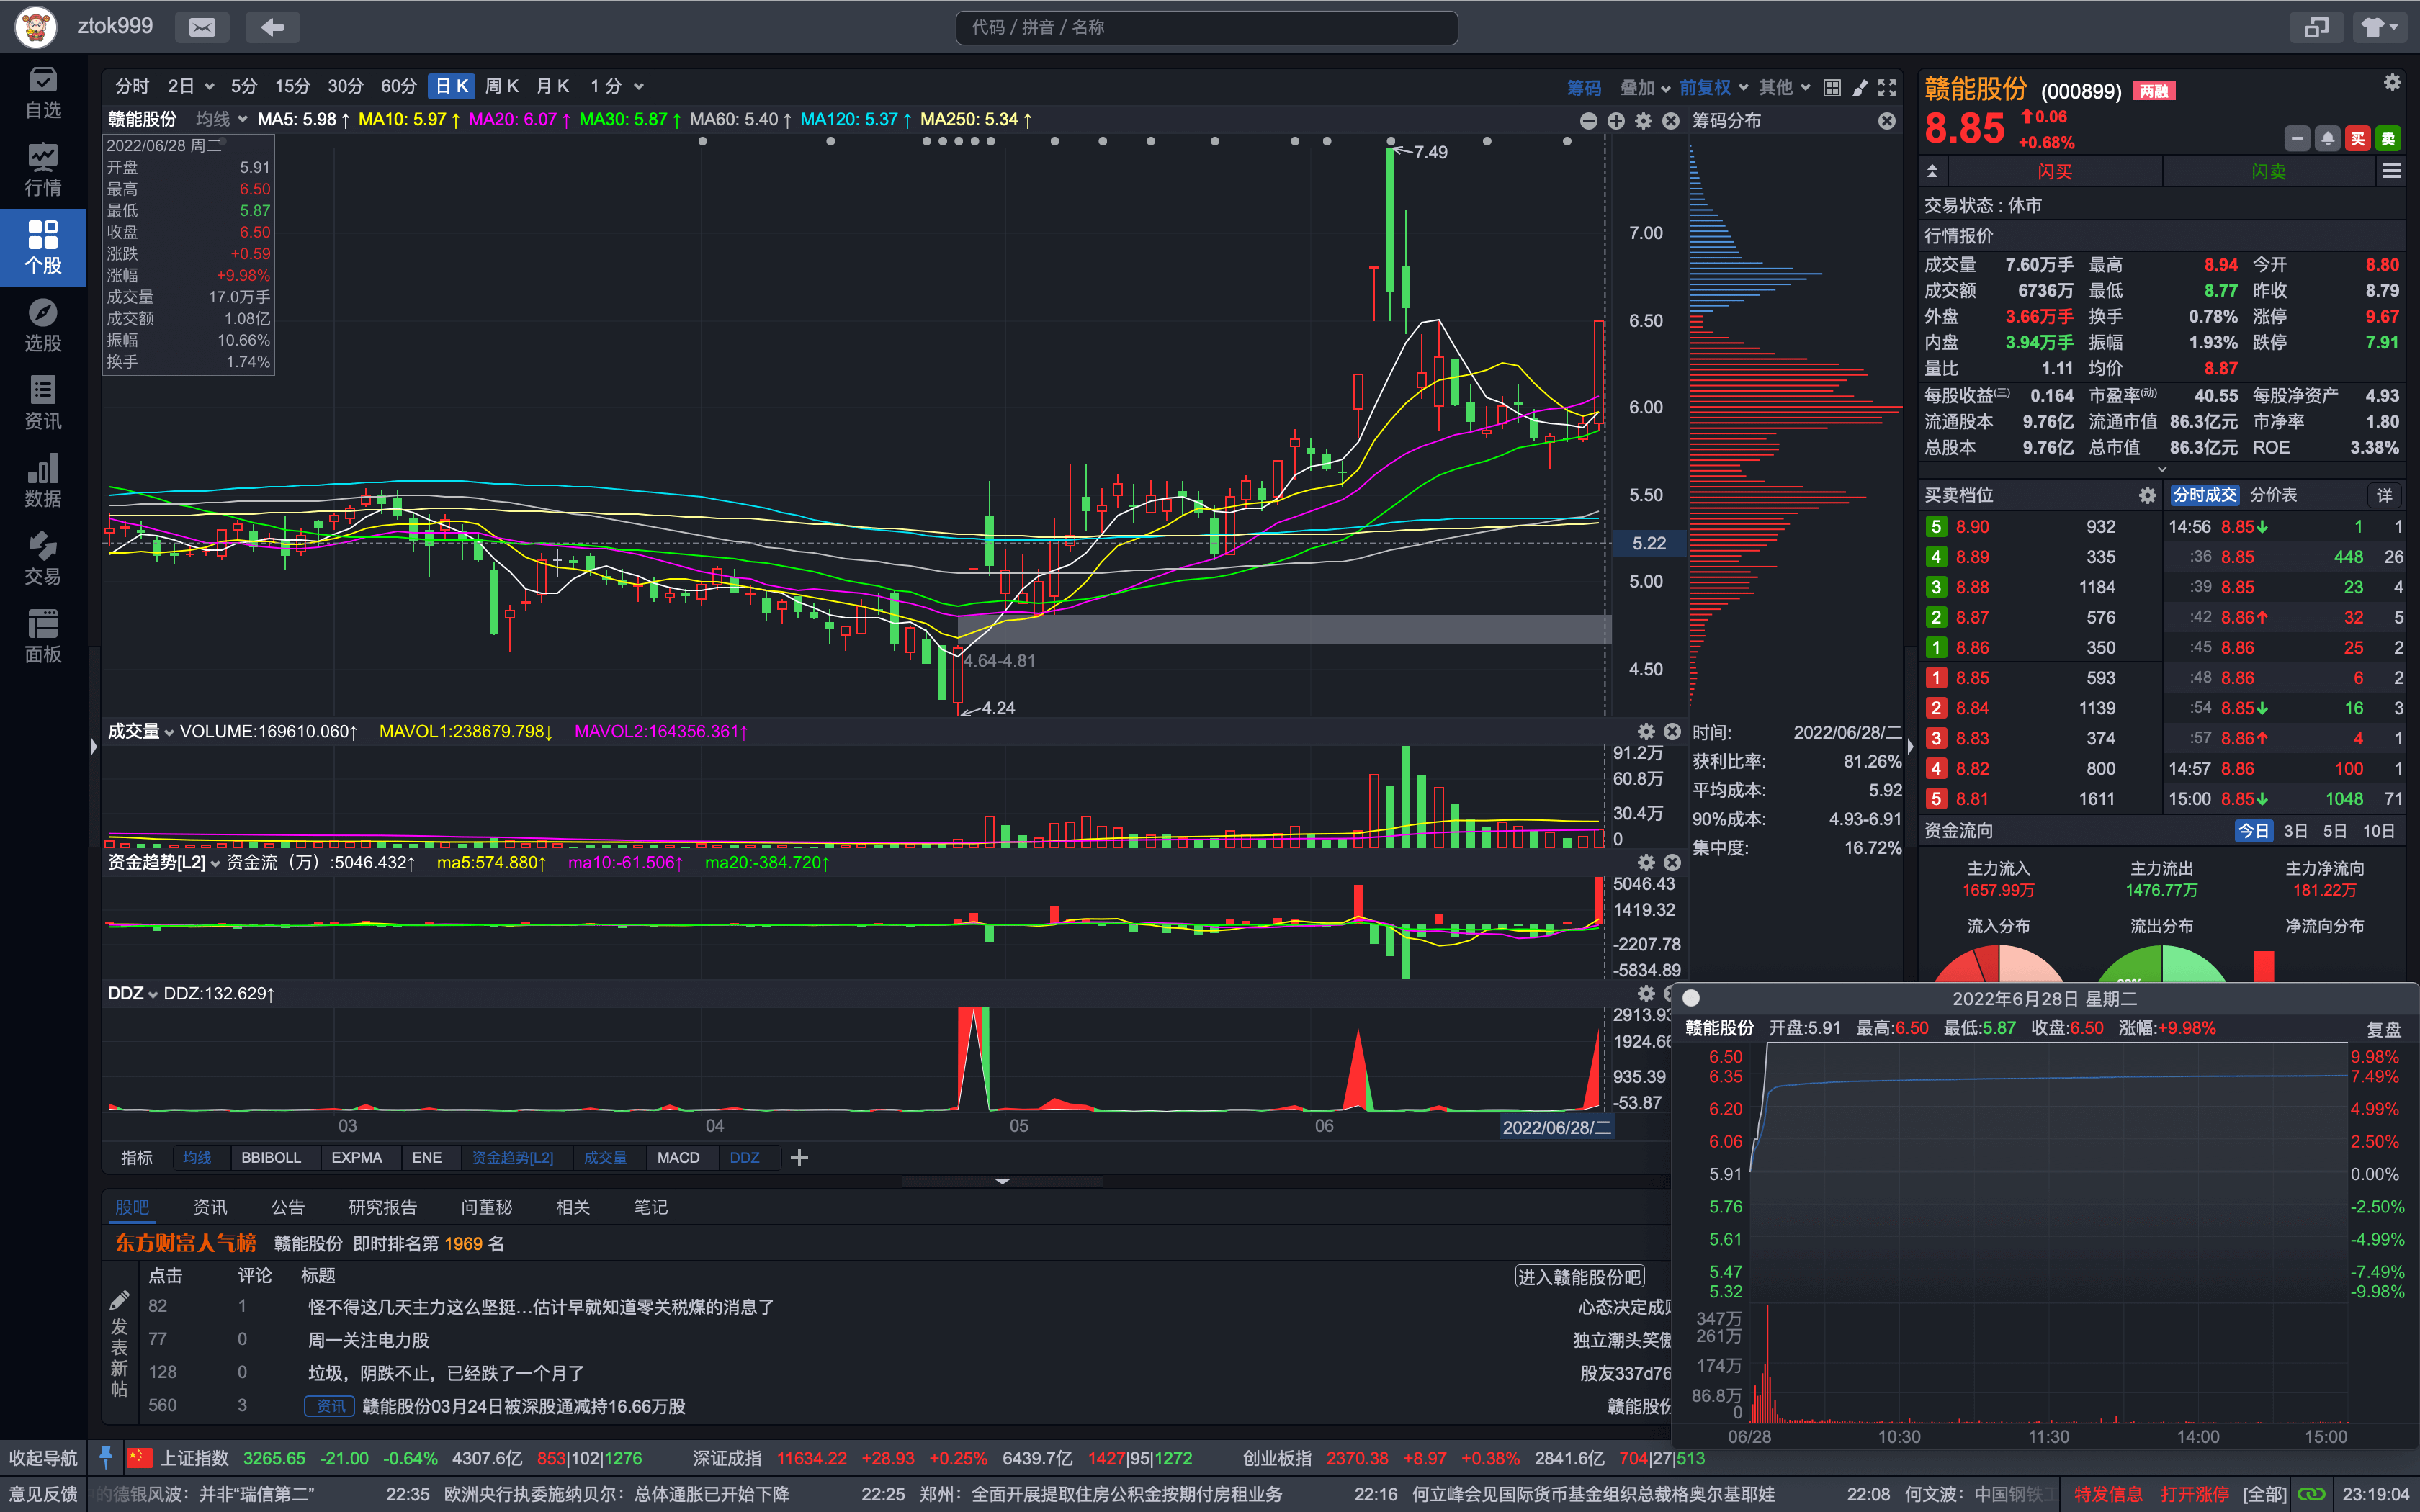 ztok999
代码 / 拼音 / 名称
自选
行情
个股
选股
资讯
数据
交易
面板
分时 2日 5分 15分 30分 60分 日K 周K 月K 1分
筹码 叠加 前复权 其他
赣能股份 均线 MA5: 5.98↑ MA10: 5.97↑ MA20: 6.07↑ MA30: 5.87↑ MA60: 5.40↑ MA120: 5.37↑ MA250: 5.34↑
筹码分布
2022/06/28 周二
开盘 5.91
最高 6.50
最低 5.87
收盘 6.50
涨跌 +0.59
涨幅 +9.98%
成交量 17.0万手
成交额 1.08亿
振幅 10.66%
换手 1.74%
7.49
7.00
6.50
6.00
5.50
5.22
5.00
4.50
4.64-4.81
4.24
成交量 VOLUME:169610.060↑ MAVOL1:238679.798↓ MAVOL2:164356.361↑
91.2万
60.8万
30.4万
0
资金趋势[L2] 资金流（万）:5046.432↑ ma5:574.880↑ ma10:-61.506↑ ma20:-384.720↑
5046.43
1419.32
-2207.78
-5834.89
DDZ DDZ:132.629↑
2913.93
1924.66
935.39
-53.87
03 04 05 06 2022/06/28/二
时间: 2022/06/28/二
获利比率: 81.26%
平均成本: 5.92
90%成本: 4.93-6.91
集中度: 16.72%
指标 均线 BBIBOLL EXPMA ENE 资金趋势[L2] 成交量 MACD DDZ
股吧 资讯 公告 研究报告 问董秘 相关 笔记
东方财富人气榜 赣能股份 即时排名第 1969 名
点击 评论 标题 进入赣能股份吧
发表新帖
82 1 怪不得这几天主力这么坚挺…估计早就知道零关税煤的消息了 心态决定成
77 0 周一关注电力股 独立潮头笑傲
128 0 垃圾，阴跌不止，已经跌了一个月了 股友337d76
560 3 资讯 赣能股份03月24日被深股通减持16.66万股 赣能股份
赣能股份 (000899) 两融
8.85 0.06
+0.68%
买 卖
闪买 闪卖
交易状态 : 休市
行情报价
成交量 7.60万手 最高 8.94 今开 8.80
成交额 6736万 最低 8.77 昨收 8.79
外盘 3.66万手 换手 0.78% 涨停 9.67
内盘 3.94万手 振幅 1.93% 跌停 7.91
量比 1.11 均价 8.87
每股收益(三) 0.164 市盈率(动) 40.55 每股净资产 4.93
流通股本 9.76亿 流通市值 86.3亿元 市净率 1.80
总股本 9.76亿 总市值 86.3亿元 ROE 3.38%
买卖档位 分时成交 分价表 详
5 8.90 932 14:56 8.85↓ 1 1
4 8.89 335 :36 8.85 448 26
3 8.88 1184 :39 8.85 23 4
2 8.87 576 :42 8.86↑ 32 5
1 8.86 350 :45 8.86 25 2
1 8.85 593 :48 8.86 6 2
2 8.84 1139 :54 8.85↓ 16 3
3 8.83 374 :57 8.86↑ 4 1
4 8.82 800 14:57 8.86 100 1
5 8.81 1611 15:00 8.85↓ 1048 71
资金流向 今日 3日 5日 10日
主力流入 主力流出 主力净流向
1657.99万 1476.77万 181.22万
流入分布 流出分布 净流向分布
2022年6月28日 星期二
赣能股份 开盘:5.91 最高:6.50 最低:5.87 收盘:6.50 涨幅:+9.98% 复盘
6.50 9.98%
6.35 7.49%
6.20 4.99%
6.06 2.50%
5.91 0.00%
5.76 -2.50%
5.61 -4.99%
5.47 -7.49%
5.32 -9.98%
347万
261万
174万
86.8万
0
06/28 10:30 11:30 14:00 15:00
收起导航 上证指数 3265.65 -21.00 -0.64% 4307.6亿 853|102|1276 深证成指 11634.22 +28.93 +0.25% 6439.7亿 1427|95|1272 创业板指 2370.38 +8.97 +0.38% 2841.6亿 704|27|513
意见反馈 的德银风波：并非“瑞信第二” 22:35 欧洲央行执委施纳贝尔：总体通胀已开始下降 22:25 郑州：全面开展提取住房公积金按期付房租业务 22:16 何立峰会见国际货币基金组织总裁格奥尔基耶娃 22:08 何文波：中国钢铁工 特发信息 打开涨停 [全部] 23:19:04